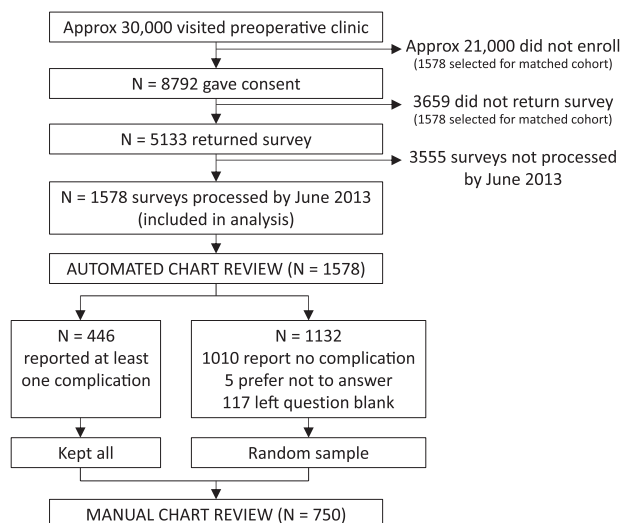 Approx 30,000 visited preoperative clinic
Approx 21,000 did not enroll
(1578 selected for matched cohort)
N = 8792 gave consent
3659 did not return survey
(1578 selected for matched cohort)
N = 5133 returned survey
3555 surveys not processed
by June 2013
N = 1578 surveys processed by June 2013
(included in analysis)
AUTOMATED CHART REVIEW (N = 1578)
N = 446
reported at least
one complication
N = 1132
1010 report no complication
5 prefer not to answer
117 left question blank
Kept all
Random sample
MANUAL CHART REVIEW (N = 750)